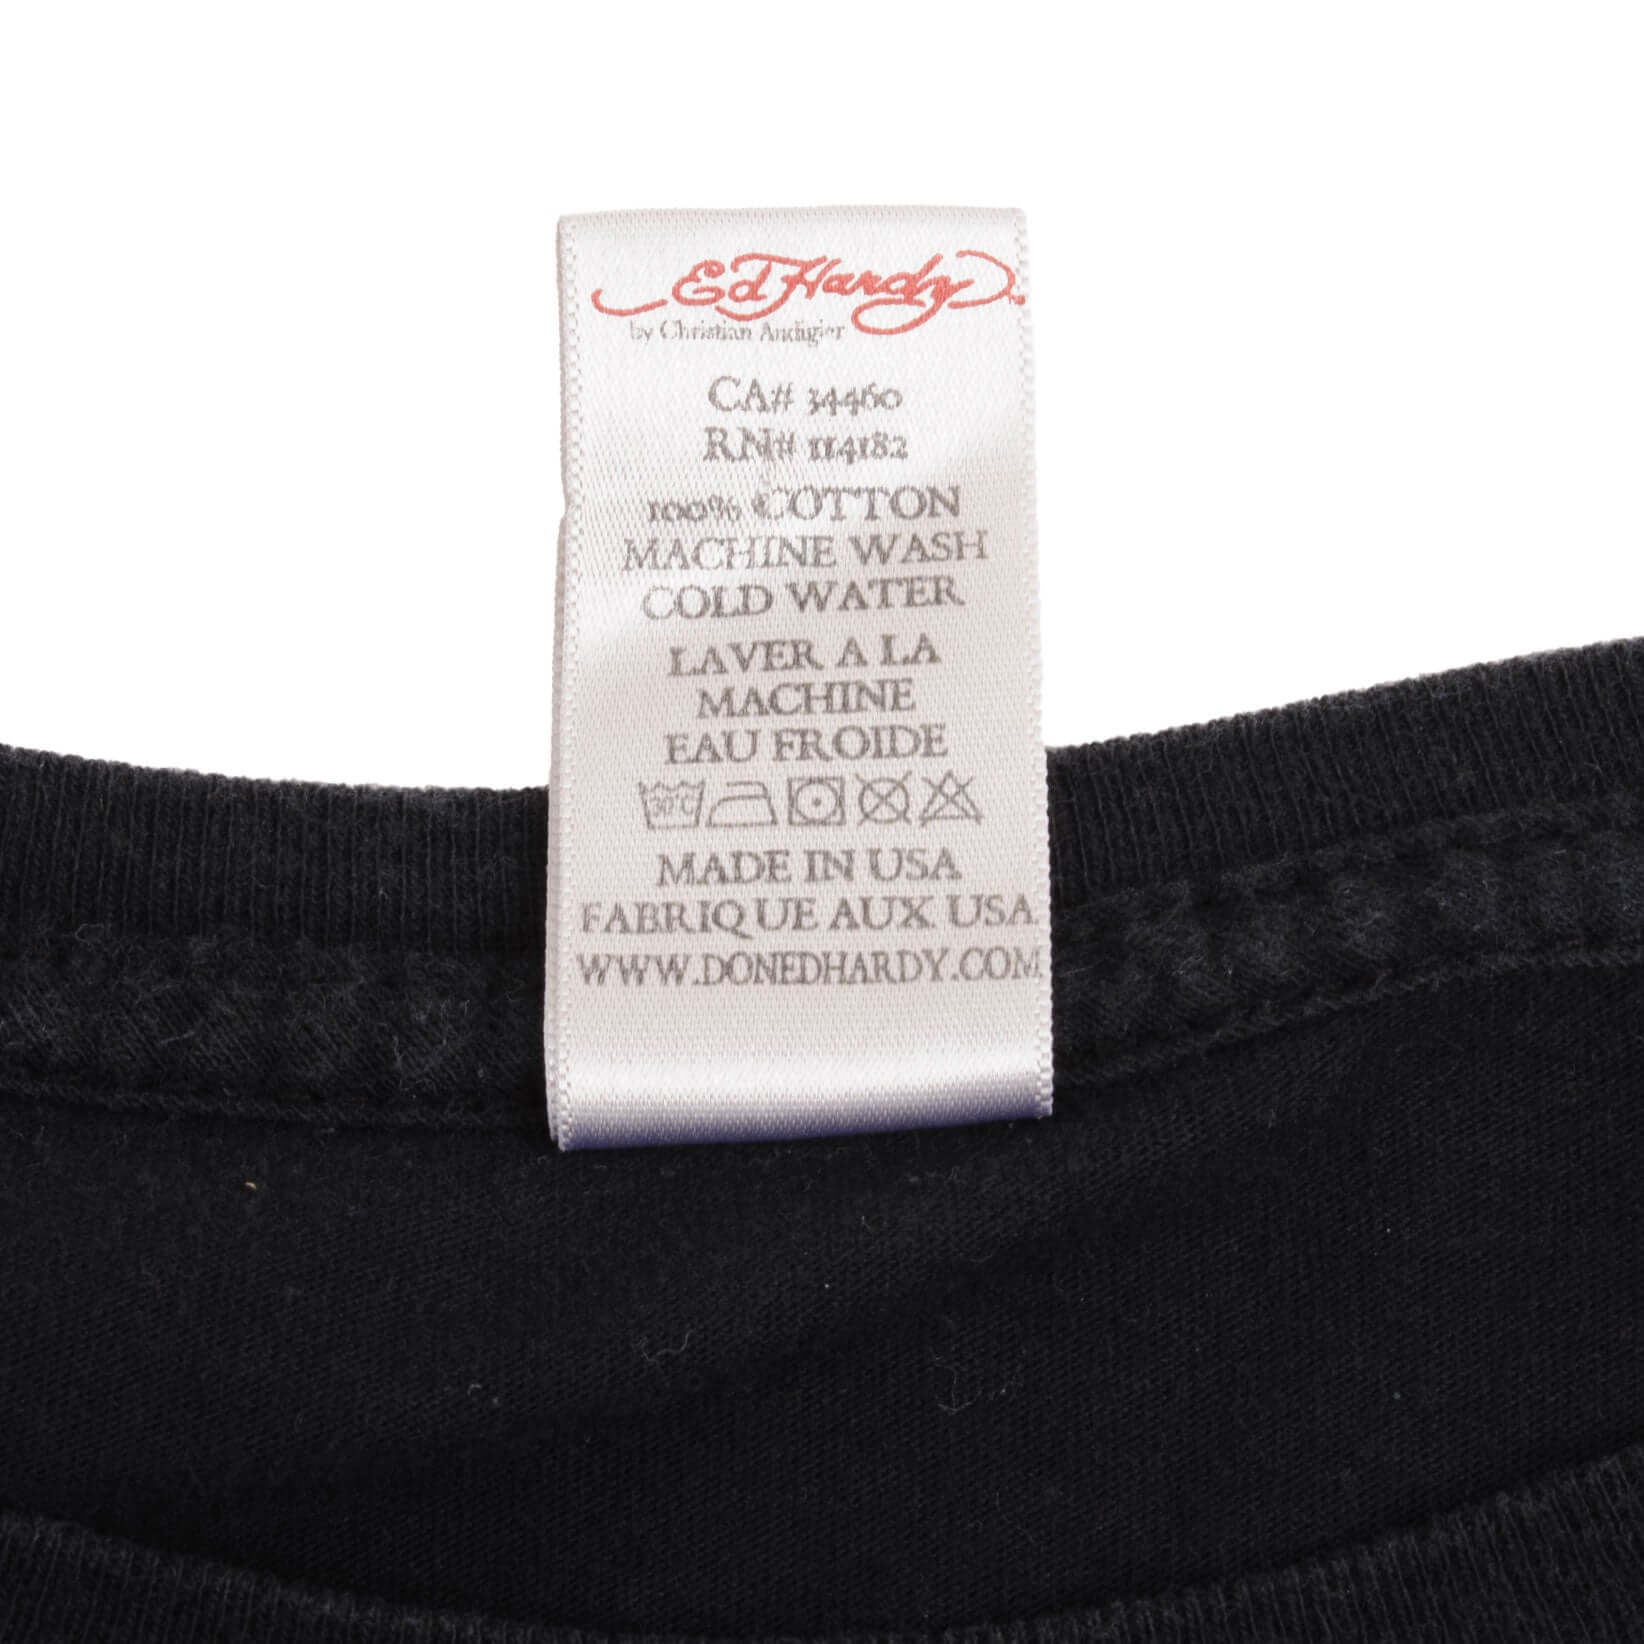 Ed Hardy
by Christian Audigier
CA# 34460
RN# 114182
100% COTTON
MACHINE WASH
COLD WATER
LAVER A LA
MACHINE
EAU FROIDE
30°C
MADE IN USA
FABRIQUE AUX USA
WWW.DONEDHARDY.COM